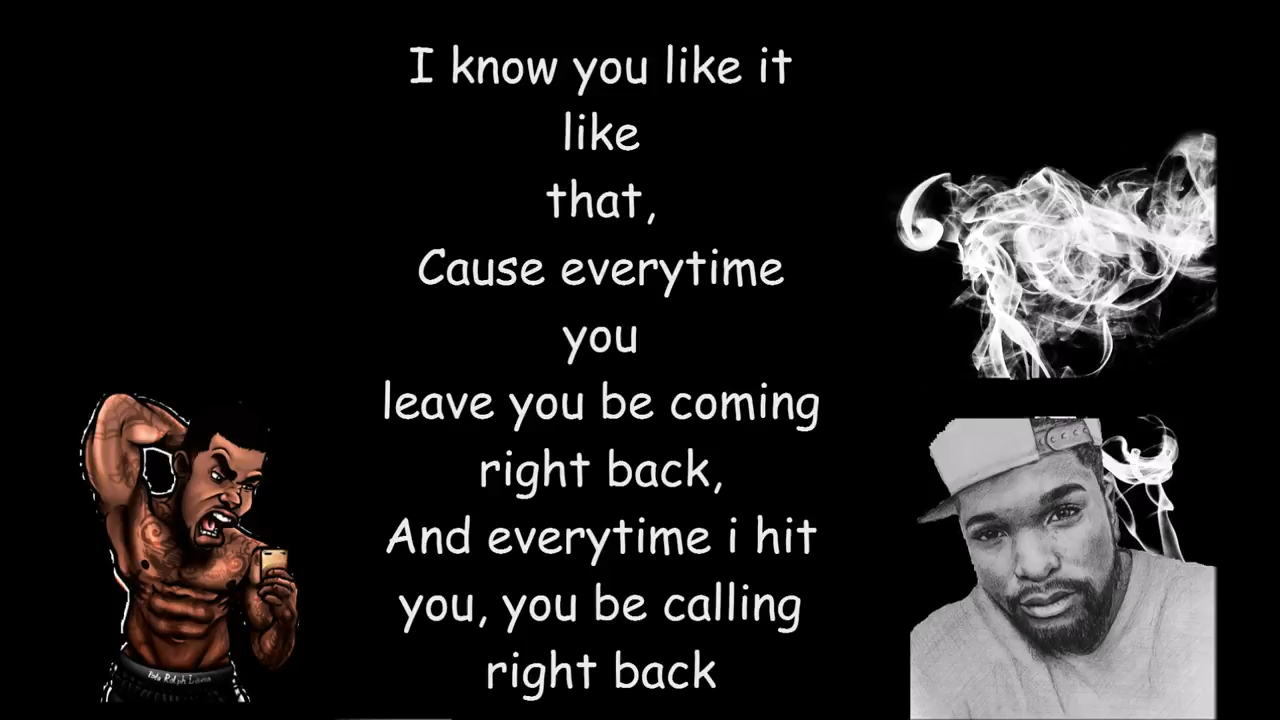 I know you like it
like
that,
Cause everytime
you
leave you be coming
right back,
And everytime i hit
you, you be calling
right back